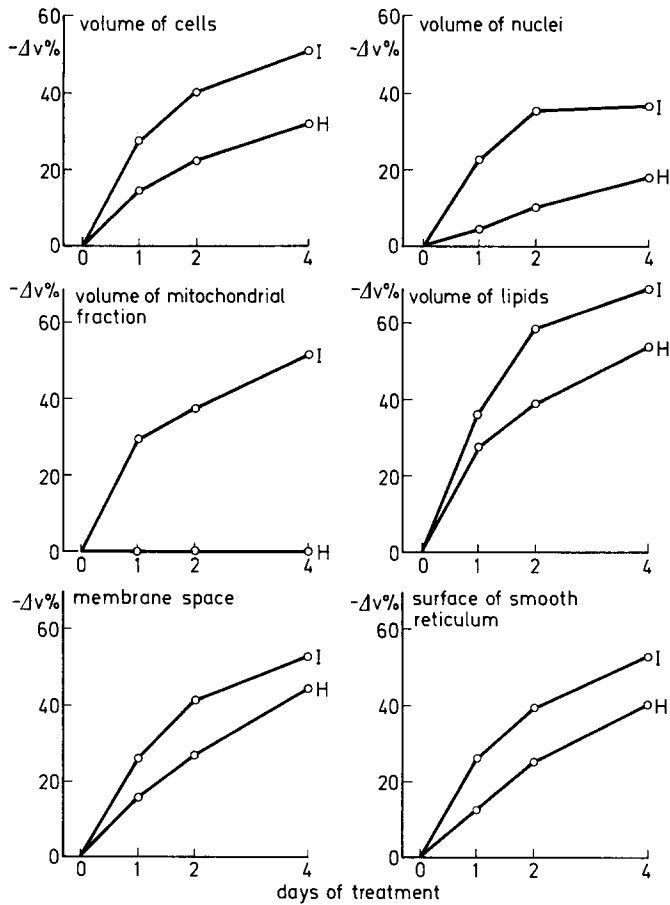 60
-Δv%
40
20
0
volume of cells
I
H
0 1 2 4
60
-Δv%
40
20
0
volume of nuclei
I
H
0 1 2 4
-Δv%
60
40
20
0
volume of mitochondrial
fraction
I
H
0 1 2 4
-Δv%
60
40
20
0
volume of lipids
I
H
0 1 2 4
-Δv%
60
40
20
0
membrane space
I
H
0 1 2 4
-Δv%
60
40
20
0
surface of smooth
reticulum
I
H
0 1 2 4
days of treatment